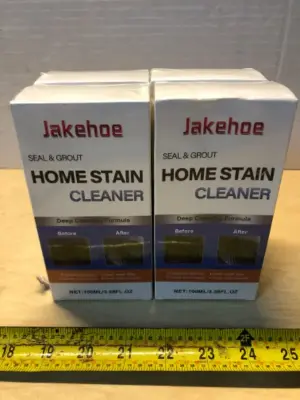 Jakehoe
SEAL & GROUT
HOME STAIN
CLEANER
Deep Cleaning Formula
Before After
Jakehoe
SEAL & GROUT
HOME STAIN
CLEANER
Deep Cleaning Formula
Before After
18 19 20 21 22 23 24 25